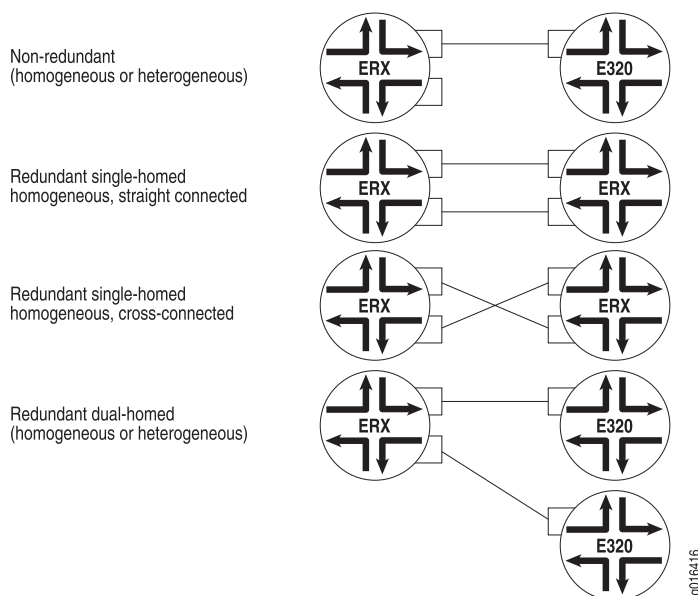 Non-redundant
(homogeneous or heterogeneous)
ERX
E320
Redundant single-homed
homogeneous, straight connected
ERX
ERX
Redundant single-homed
homogeneous, cross-connected
ERX
ERX
Redundant dual-homed
(homogeneous or heterogeneous)
ERX
E320
E320
g016416